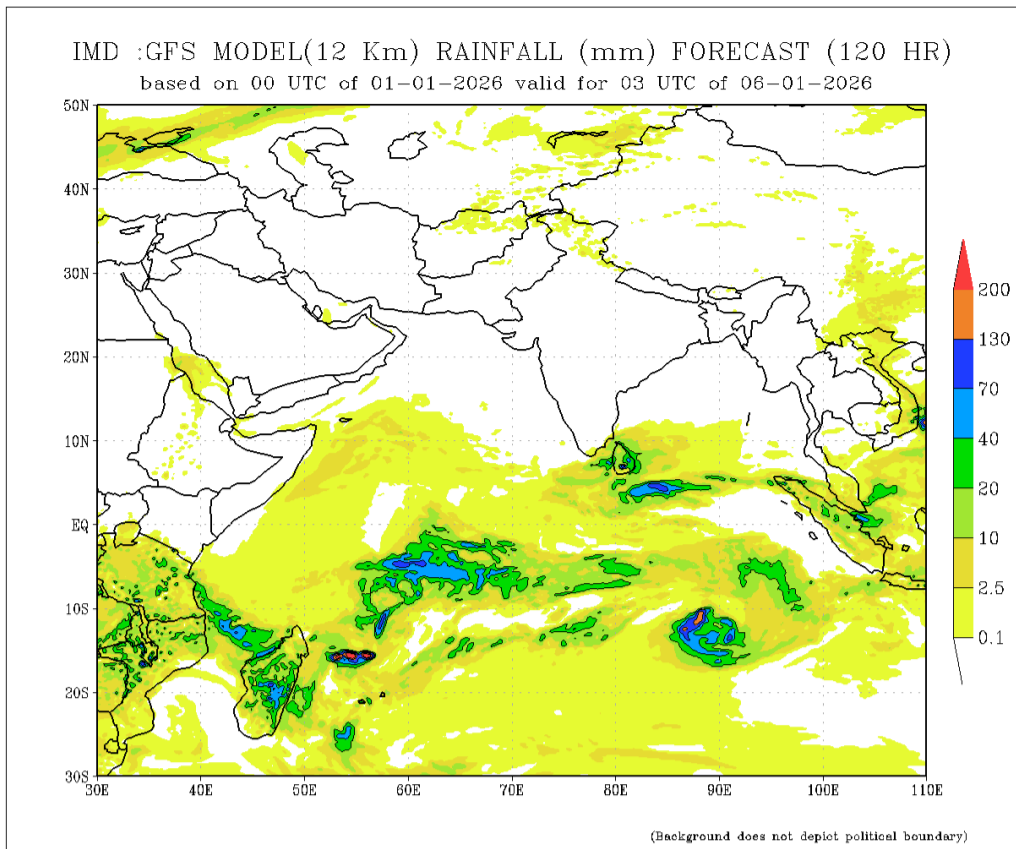 IMD :GFS MODEL(12 Km) RAINFALL (mm) FORECAST (120 HR)
based on 00 UTC of 01-01-2026 valid for 03 UTC of 06-01-2026
50N
40N
30N
20N
10N
EQ
10S
20S
30S
30E 40E 50E 60E 70E 80E 90E 100E 110E
200
130
70
40
20
10
2.5
0.1
(Background does not depict political boundary)